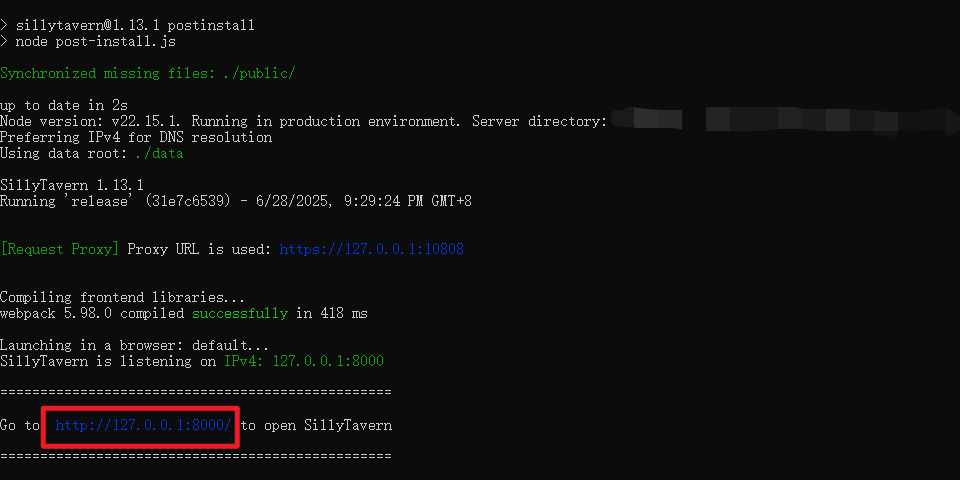 > sillytavern@1.13.1 postinstall
> node post-install.js
Synchronized missing files: ./public/
up to date in 2s
Node version: v22.15.1. Running in production environment. Server directory:
Preferring IPv4 for DNS resolution
Using data root: ./data
SillyTavern 1.13.1
Running 'release' (31e7c6539) - 6/28/2025, 9:29:24 PM GMT+8
[Request Proxy] Proxy URL is used: https://127.0.0.1:10808
Compiling frontend libraries...
webpack 5.98.0 compiled successfully in 418 ms
Launching in a browser: default...
SillyTavern is listening on IPv4: 127.0.0.1:8000
=================================================
Go to http://127.0.0.1:8000/ to open SillyTavern
=================================================